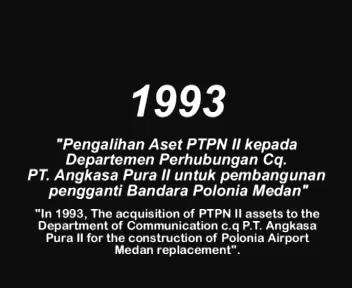 1993
"Pengalihan Aset PTPN II kepada
Departemen Perhubungan Cq.
PT. Angkasa Pura II untuk pembangunan
pengganti Bandara Polonia Medan"
"In 1993, The acquisition of PTPN II assets to the
Department of Communication c.q P.T. Angkasa
Pura II for the construction of Polonia Airport
Medan replacement".